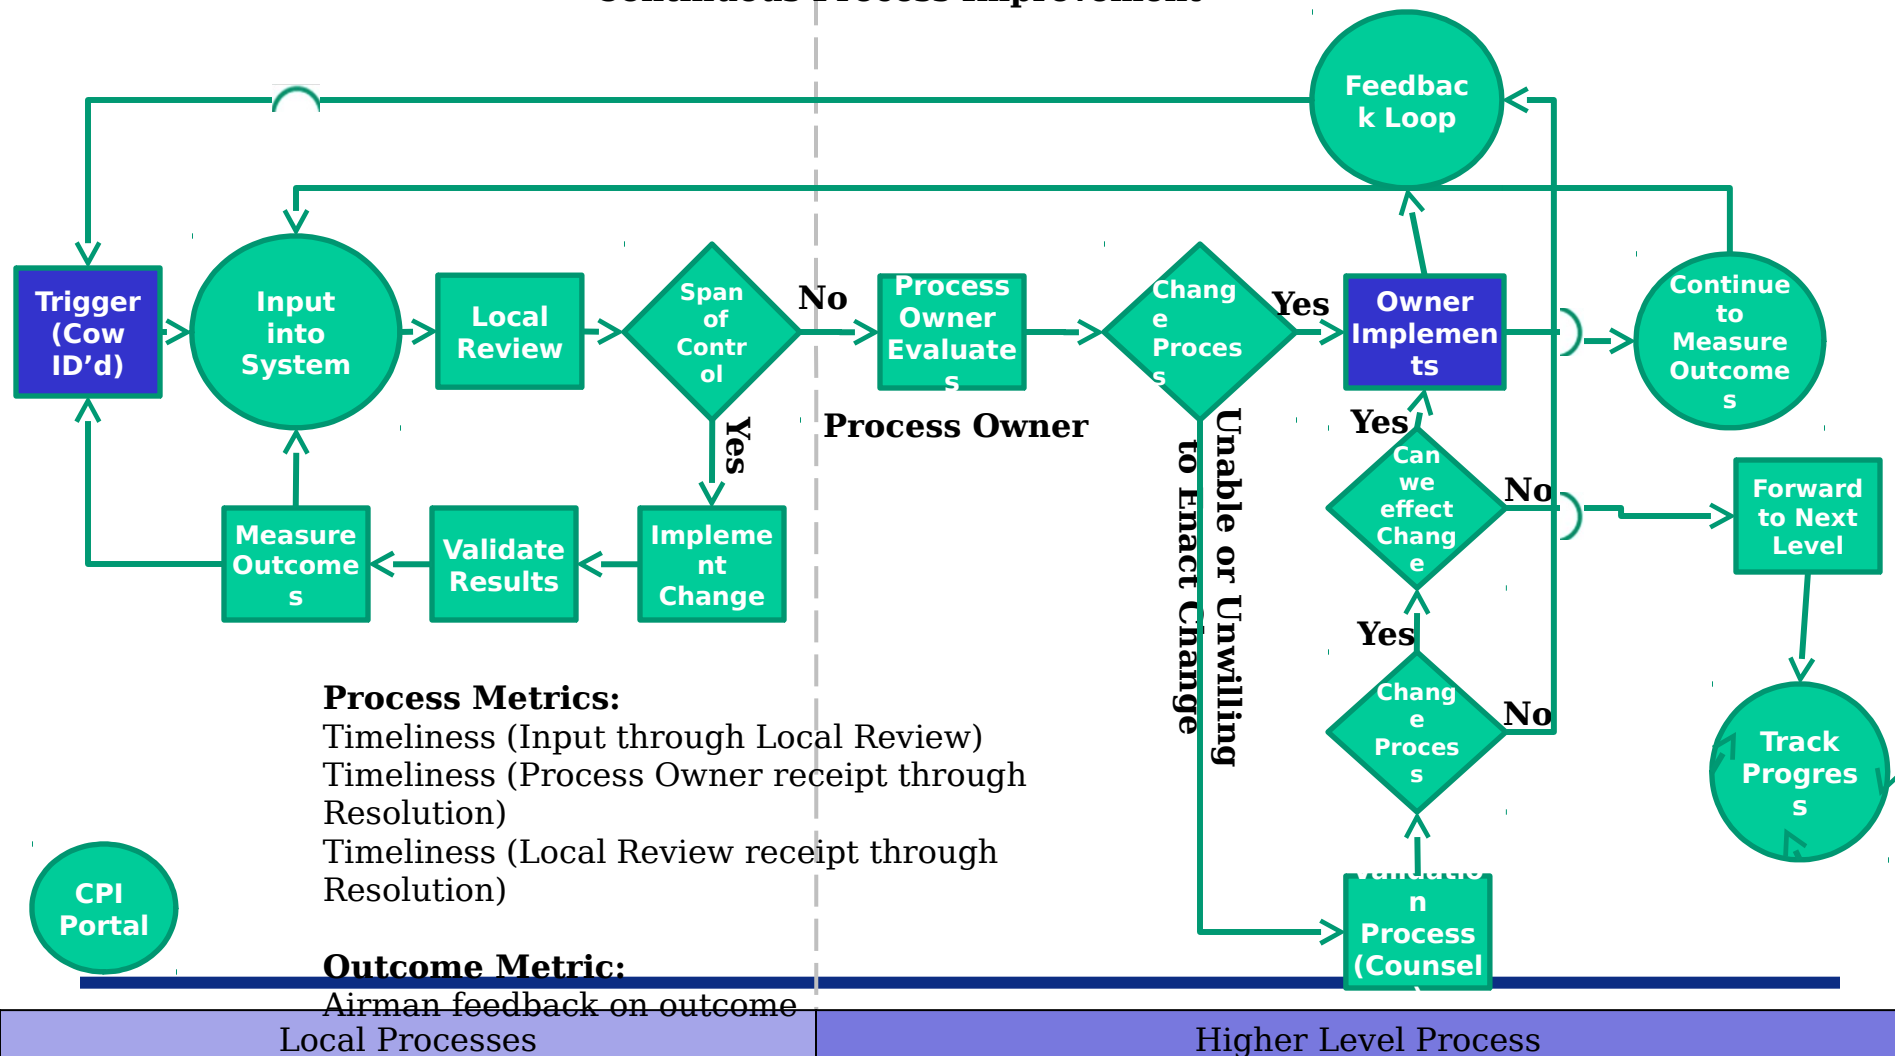 Continuous Process Improvement
Feedbac
k Loop
Trigger
(Cow
ID’d)
Input
into
System
Local
Review
Span
of
Contr
ol
No
Process
Owner
Evaluate
s
Chang
e
Proces
s
Yes
Owner
Implemen
ts
Continue
to
Measure
Outcome
s
Yes
Process Owner
Unable or Unwilling
to Enact Change
Yes
Can
we
effect
Chang
e
No
Forward
to Next
Level
Measure
Outcome
s
Validate
Results
Impleme
nt
Change
Yes
Chang
e
Proces
s
No
Track
Progres
s
Process Metrics:
Timeliness (Input through Local Review)
Timeliness (Process Owner receipt through
Resolution)
Timeliness (Local Review receipt through
Resolution)
CPI
Portal
Validatio
n
Process
(Counsel
)
Outcome Metric:
Airman feedback on outcome
Local Processes
Higher Level Process